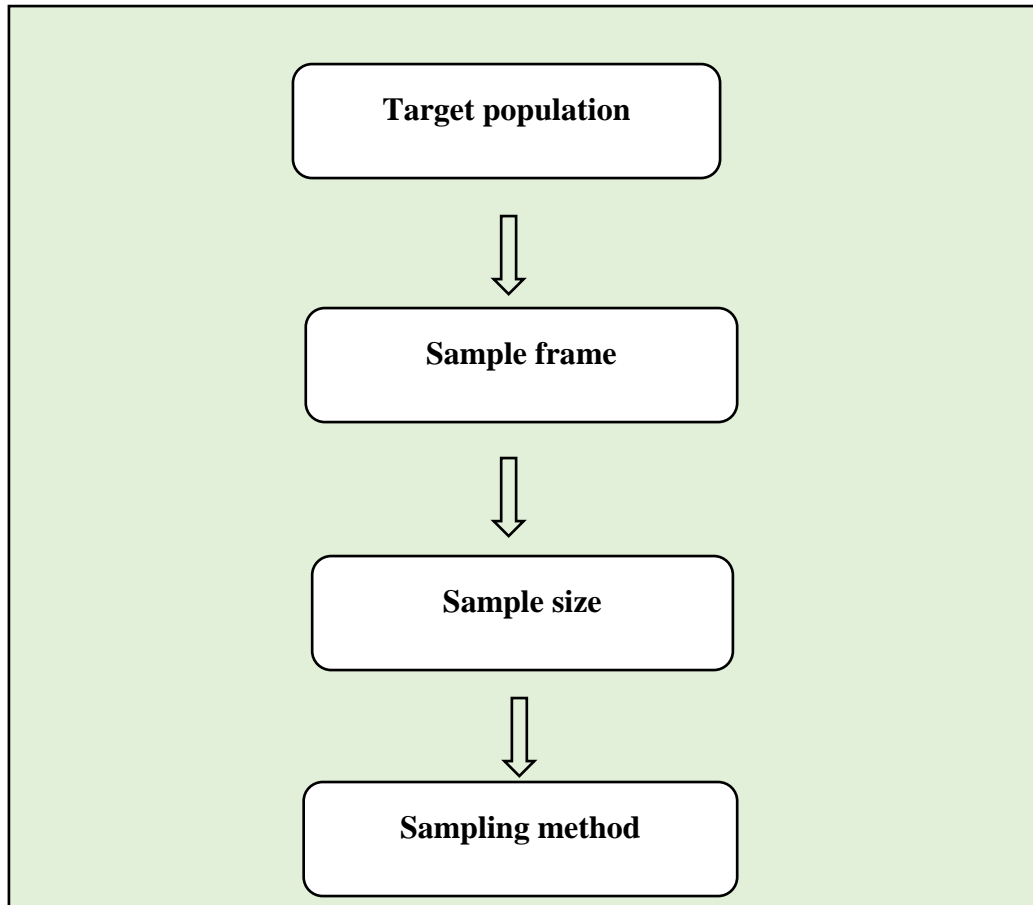 Target population
Sample frame
Sample size
Sampling method